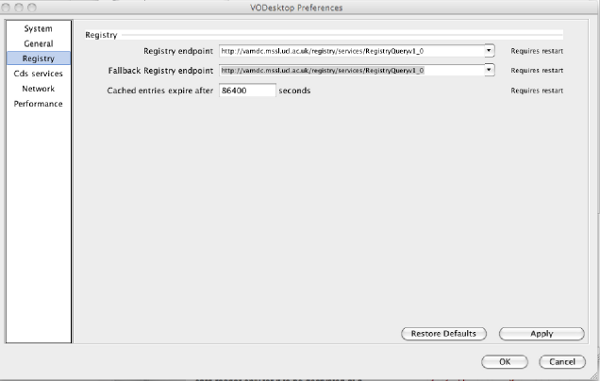 VODesktop Preferences
System
General
Registry
Cds services
Network
Performance
Registry
Registry endpoint http://vamdc.mssl.ucl.ac.uk/registry/services/RegistryQueryv1_0 Requires restart
Fallback Registry endpoint http://vamdc.mssl.ucl.ac.uk/registry/services/RegistryQueryv1_0 Requires restart
Cached entries expire after 86400 seconds Requires restart
Restore Defaults Apply
OK Cancel